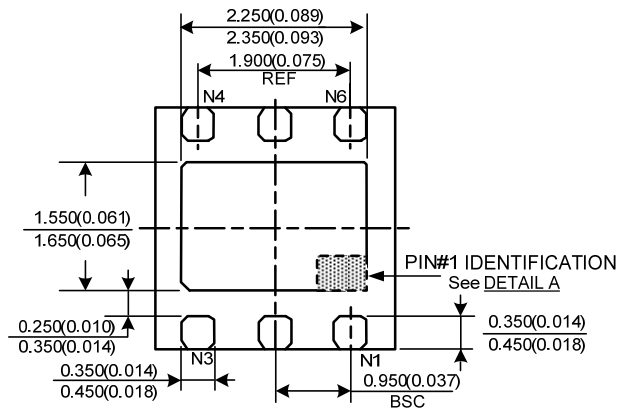 2.250(0.089)
2.350(0.093)
1.900(0.075)
REF
N4
N6
1.550(0.061)
1.650(0.065)
PIN#1 IDENTIFICATION
See DETAIL A
0.250(0.010)
0.350(0.014)
0.350(0.014)
0.450(0.018)
N3
N1
0.350(0.014)
0.450(0.018)
0.950(0.037)
BSC